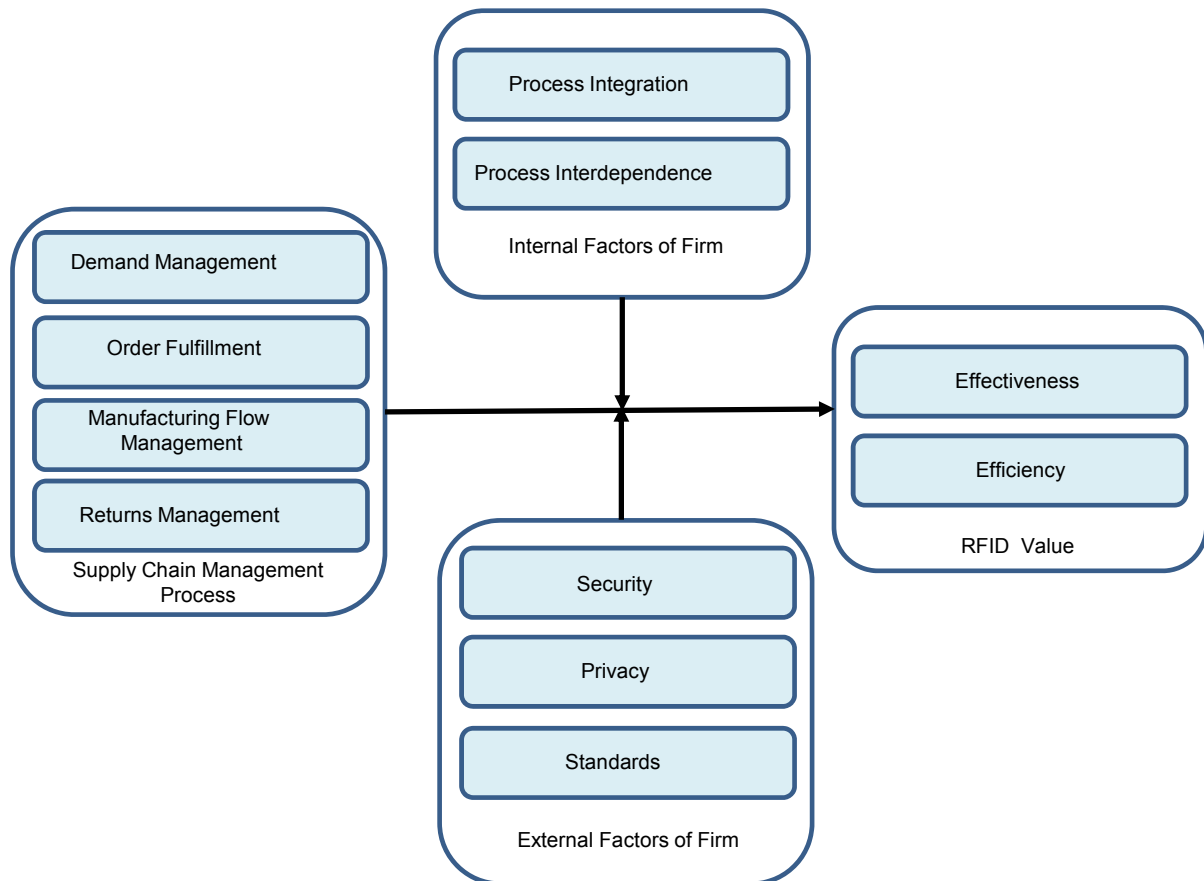 Process Integration
Process Interdependence
Internal Factors of Firm
Demand Management
Order Fulfillment
Manufacturing Flow
Management
Returns Management
Supply Chain Management
Process
Effectiveness
Efficiency
RFID Value
Security
Privacy
Standards
External Factors of Firm